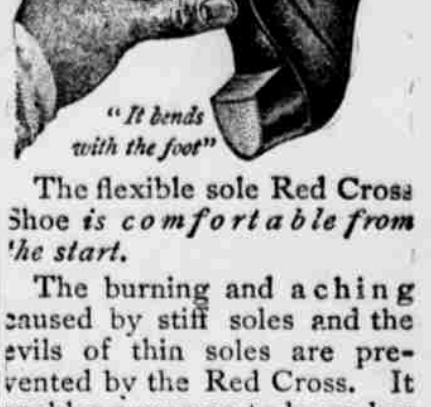 "It bends
with the foot"
The flexible sole Red Cross
Shoe is comfortable from
the start.
The burning and aching
caused by stiff soles and the
evils of thin soles are pre-
vented by the Red Cross. It